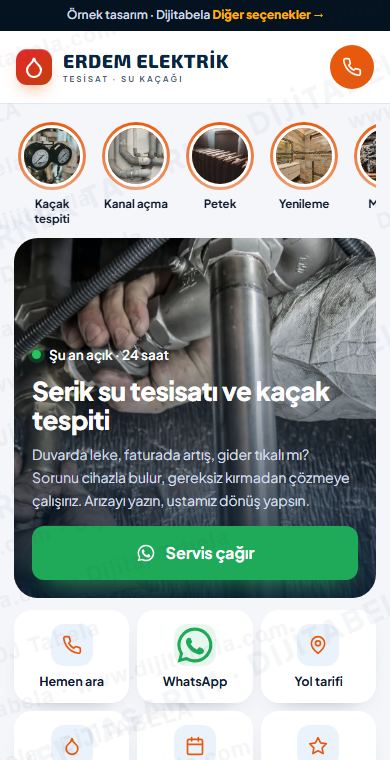 Örnek tasarım · Dijitabela Diğer seçenekler →
ERDEM ELEKTRİK
TESİSAT · SU KAÇAĞI
Kaçak tespiti
Kanal açma
Petek
Yenileme
Şu an açık · 24 saat
Serik su tesisatı ve kaçak
tespiti
Duvarda leke, faturada artış, gider tıkalı mı?
Sorunu cihazla bulur, gereksiz kırmadan çözmeye
çalışırız. Arızayı yazın, ustamız dönüş yapsın.
Servis çağır
Hemen ara
WhatsApp
Yol tarifi